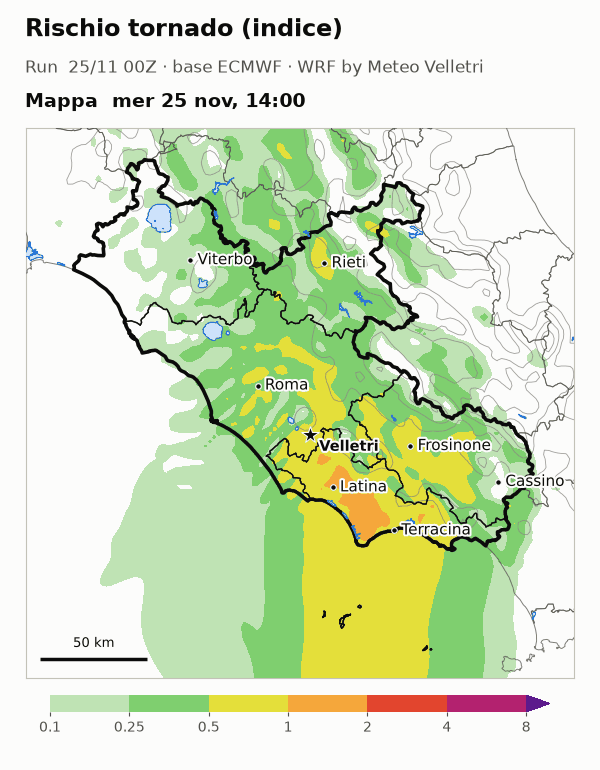 Rischio tornado (indice)
Run  25/11 00Z · base ECMWF · WRF by Meteo Velletri
Mappa  mer 25 nov, 14:00
Viterbo
Rieti
Roma
Velletri
Frosinone
Latina
Cassino
Terracina
50 km
0.1 0.25 0.5 1 2 4 8